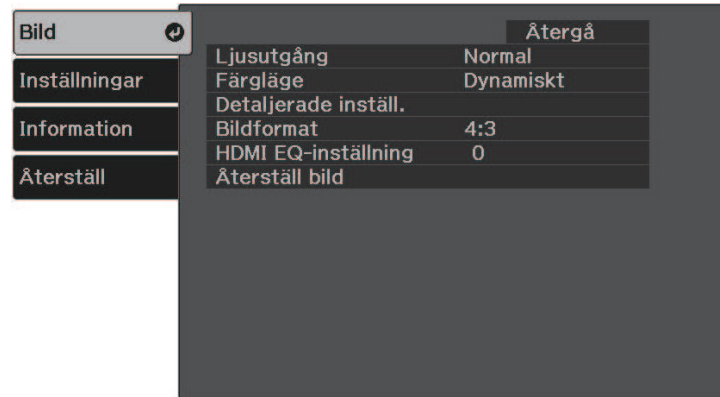 Bild
Inställningar
Information
Återställ
Återgå
Ljusutgång Normal
Färgläge Dynamiskt
Detaljerade inställ.
Bildformat 4:3
HDMI EQ-inställning 0
Återställ bild